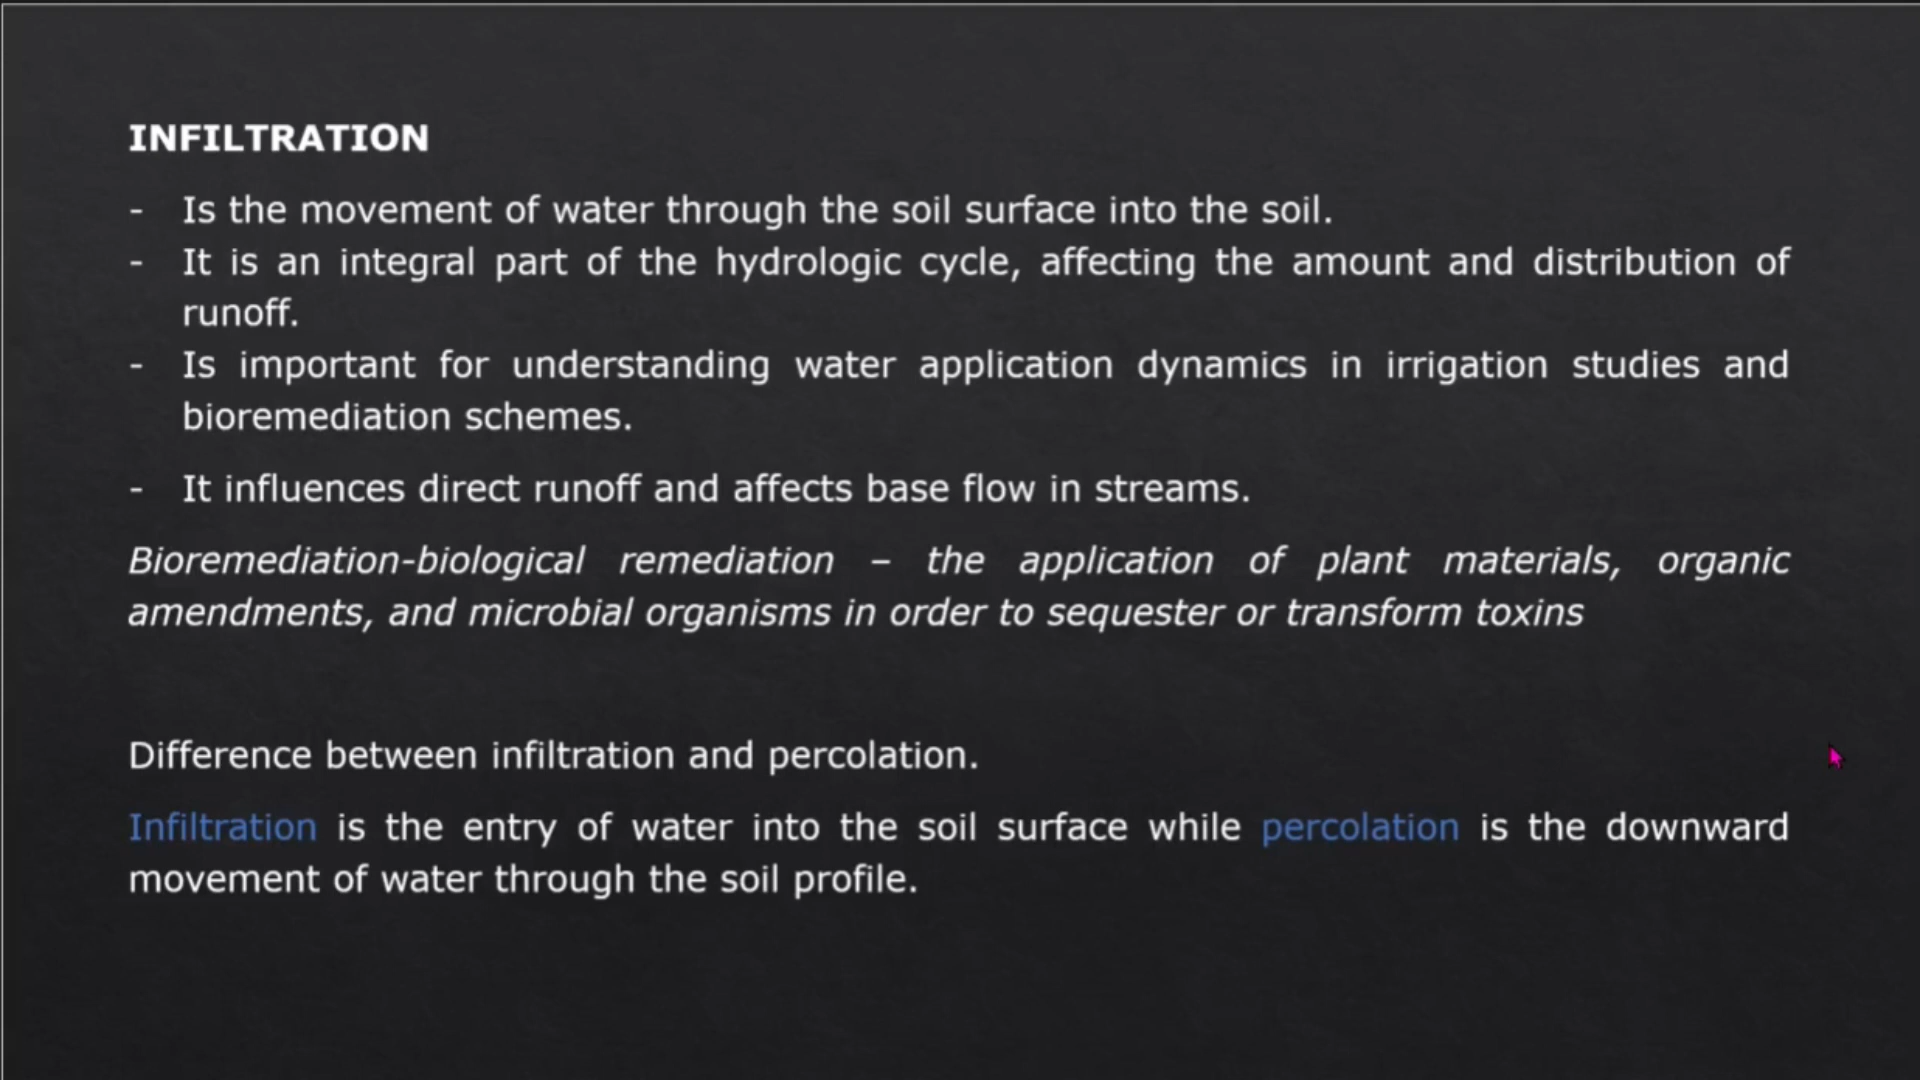 INFILTRATION
- Is the movement of water through the soil surface into the soil.
- It is an integral part of the hydrologic cycle, affecting the amount and distribution of
runoff.
- Is important for understanding water application dynamics in irrigation studies and
bioremediation schemes.
- It influences direct runoff and affects base flow in streams.
Bioremediation-biological remediation – the application of plant materials, organic
amendments, and microbial organisms in order to sequester or transform toxins
Difference between infiltration and percolation.
Infiltration is the entry of water into the soil surface while percolation is the downward
movement of water through the soil profile.